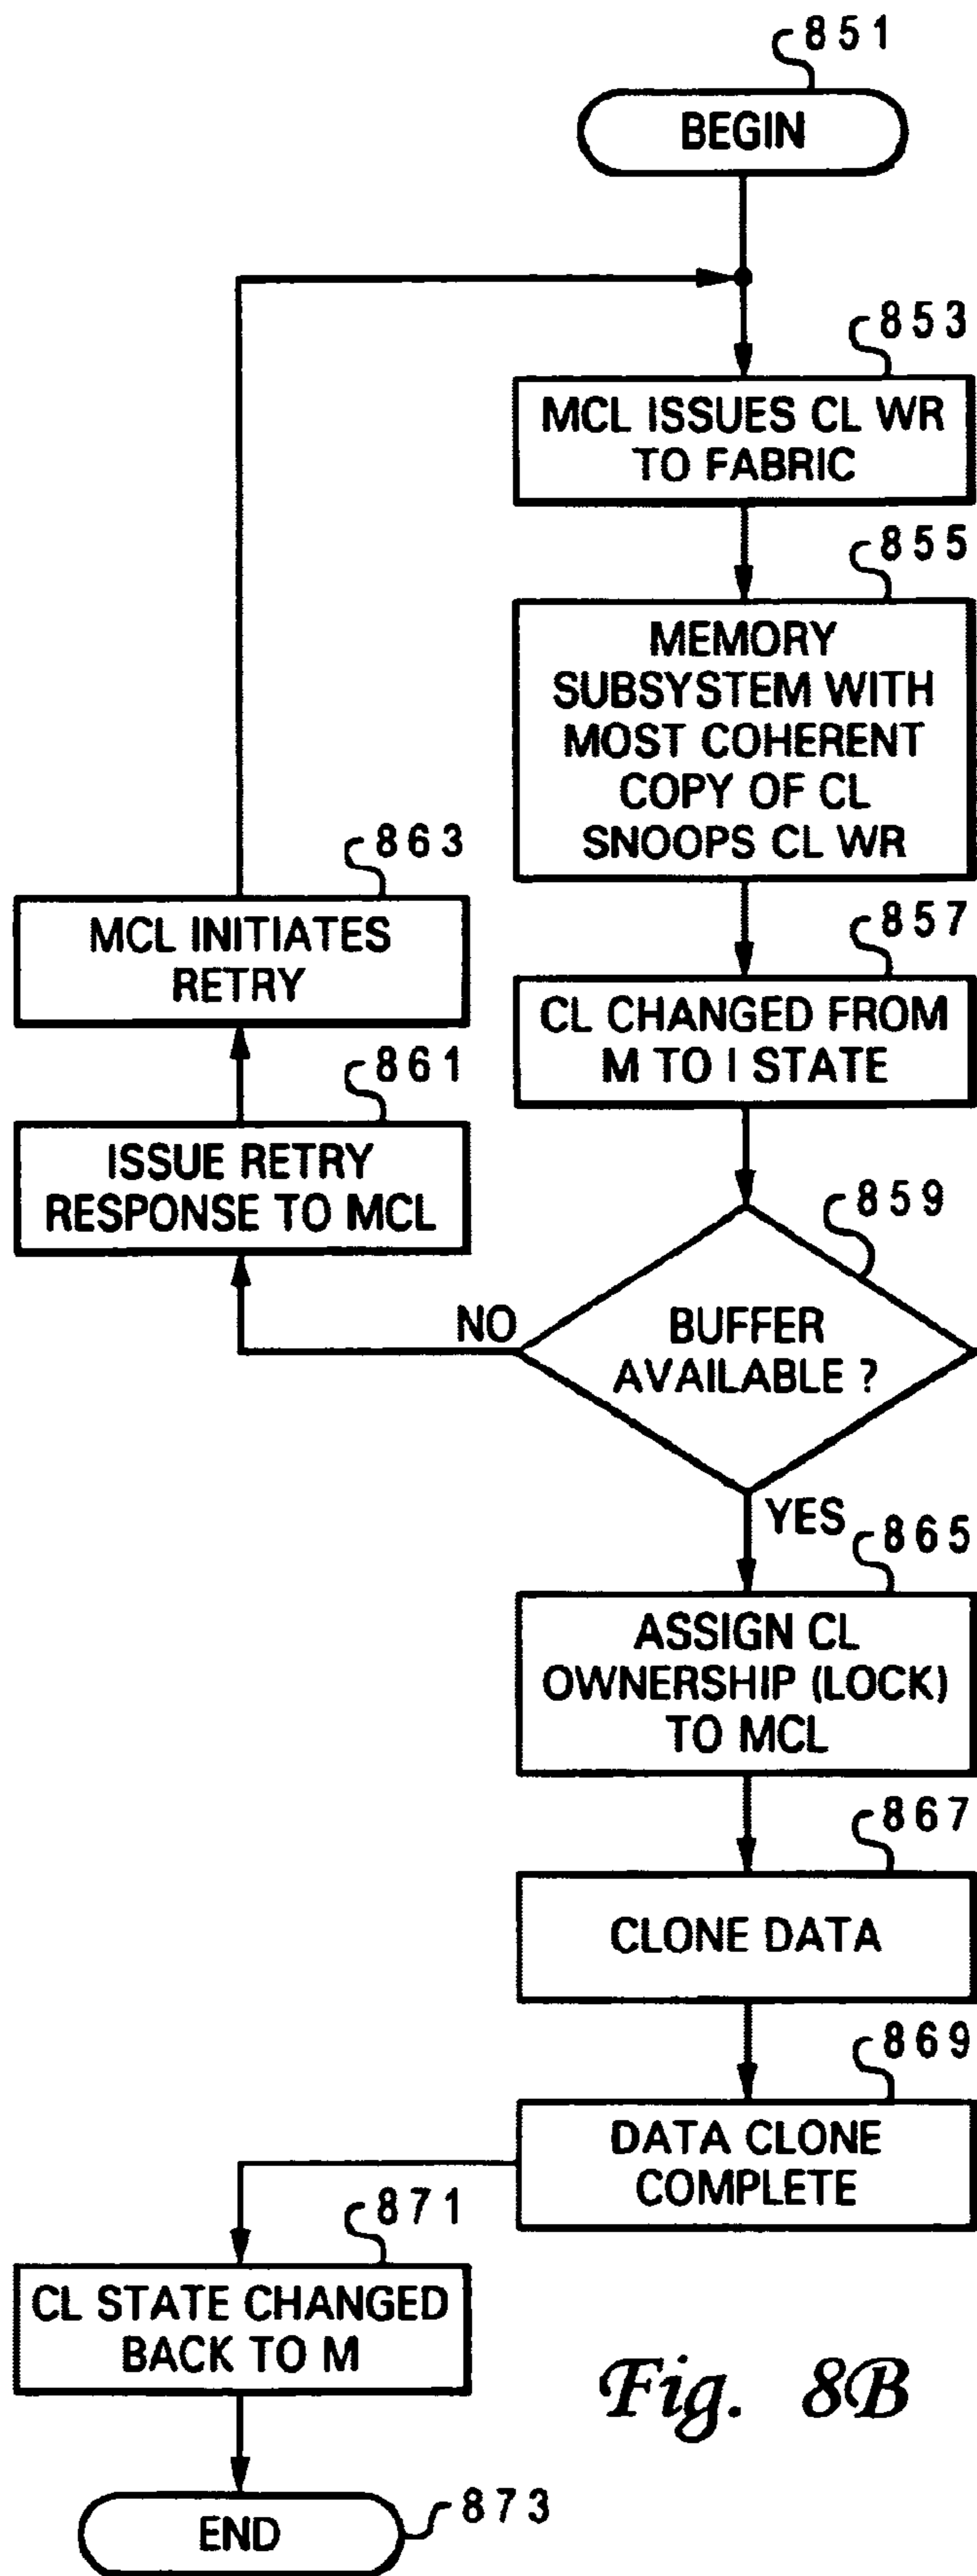 851
BEGIN
853
MCL ISSUES CL WR
TO FABRIC
855
MEMORY
SUBSYSTEM WITH
MOST COHERENT
COPY OF CL
SNOOPS CL WR
857
CL CHANGED FROM
M TO I STATE
859
BUFFER
AVAILABLE ?
NO
861
ISSUE RETRY
RESPONSE TO MCL
863
MCL INITIATES
RETRY
YES
865
ASSIGN CL
OWNERSHIP (LOCK)
TO MCL
867
CLONE DATA
869
DATA CLONE
COMPLETE
871
CL STATE CHANGED
BACK TO M
END
873
Fig. 8B